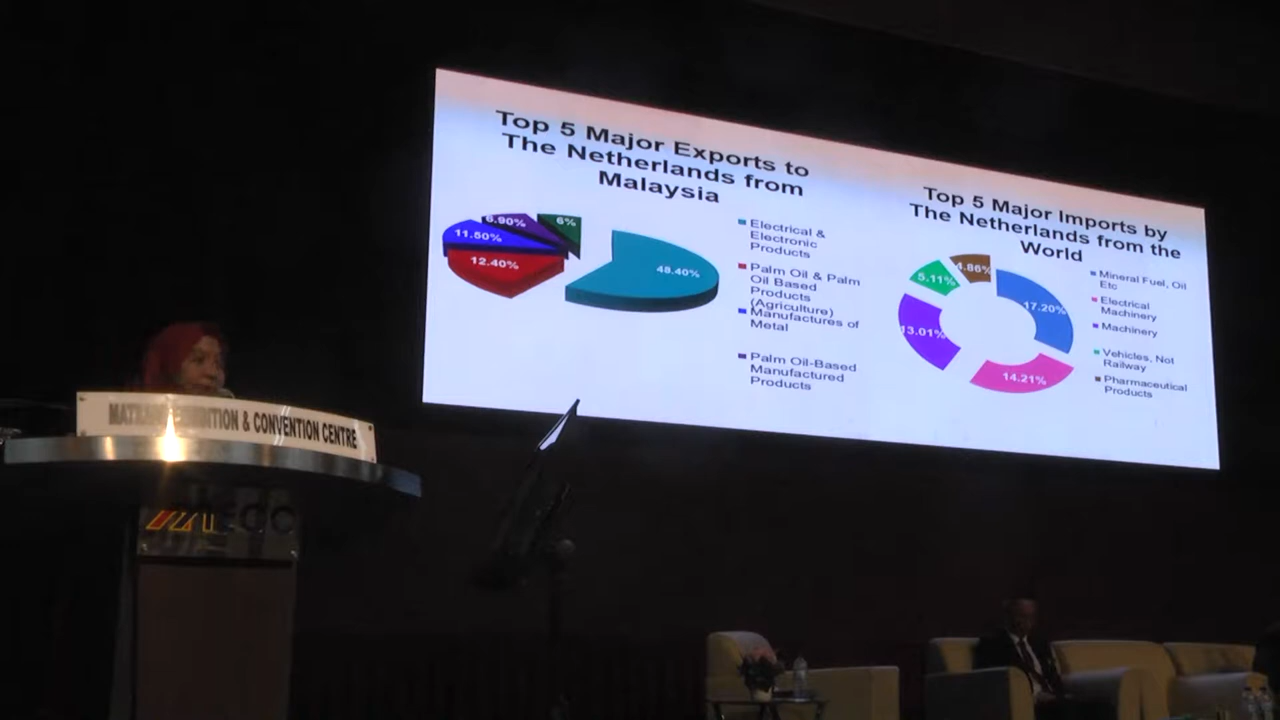 Top 5 Major Exports to
The Netherlands from
Malaysia
6.90%
6%
11.50%
12.40%
48.40%
Electrical &
Electronic
Products
Palm Oil & Palm
Oil Based
Products
(Agriculture)
Manufactures of
Metal
Palm Oil-Based
Manufactured
Products
Top 5 Major Imports by
The Netherlands from the
World
4.86%
5.11%
17.20%
13.01%
14.21%
Mineral Fuel, Oil
Etc
Electrical
Machinery
Machinery
Vehicles, Not
Railway
Pharmaceutical
Products
& CONVENTION CENTRE